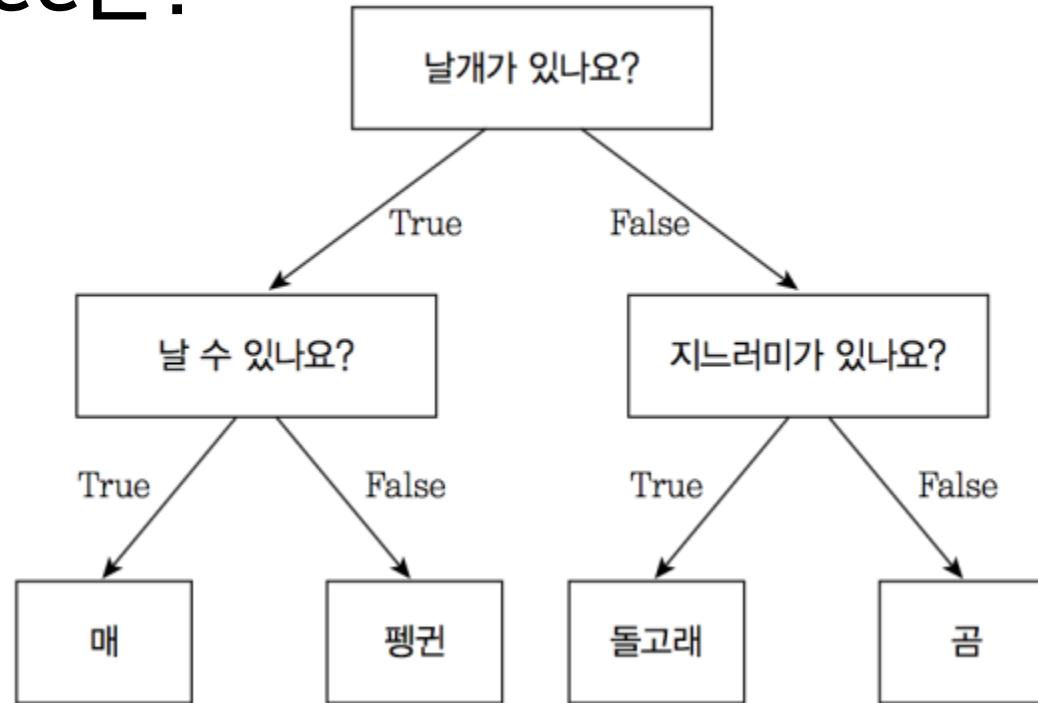 날개가 있나요?
True
False
날 수 있나요?
지느러미가 있나요?
True
False
True
False
매
펭귄
돌고래
곰